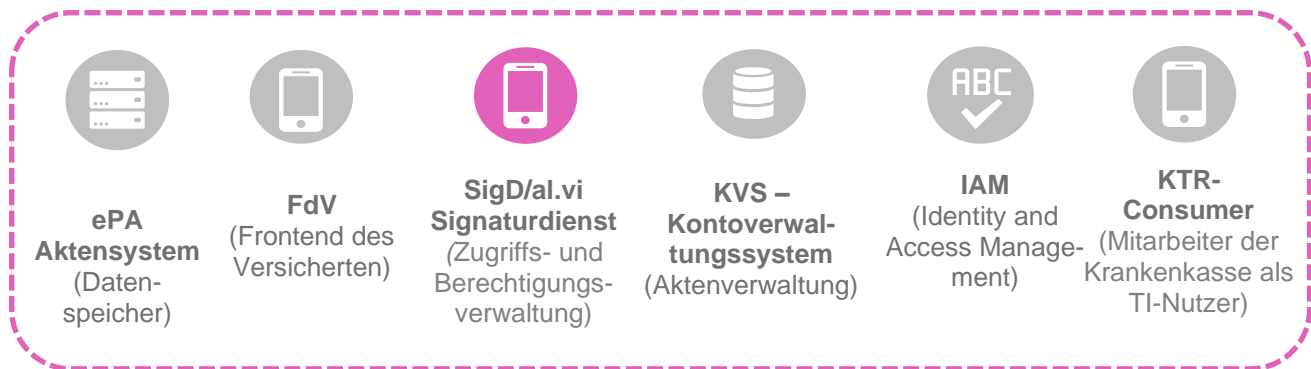 ABC
ePA
Aktensystem
(Daten-
speicher)
FdV
(Frontend des
Versicherten)
SigD/al.vi
Signaturdienst
(Zugriffs- und
Berechtigungs-
verwaltung)
KVS –
Kontoverwal-
tungssystem
(Aktenverwaltung)
IAM
(Identity and
Access Manage-
ment)
KTR-
Consumer
(Mitarbeiter der
Krankenkasse als
TI-Nutzer)